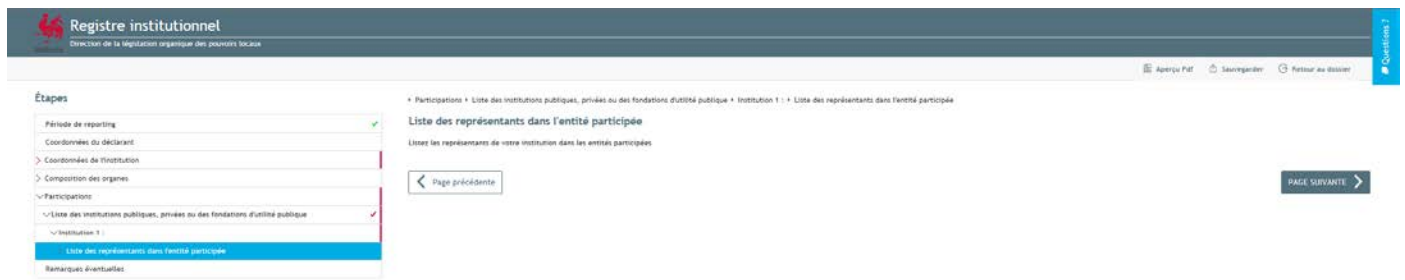 Registre institutionnel
Direction de la législation organique des pouvoirs locaux
Questions ?
Aperçu Pdf
Sauvegarder
Retour au dossier
Étapes
Période de reporting
Coordonnées du déclarant
Coordonnées de l'institution
Composition des organes
Participations
Liste des institutions publiques, privées ou des fondations d'utilité publique
Institution 1 :
Liste des représentants dans l'entité participée
Remarques éventuelles
Participations Liste des institutions publiques, privées ou des fondations d'utilité publique Institution 1 : Liste des représentants dans l'entité participée
Liste des représentants dans l'entité participée
Listez les représentants de votre institution dans les entités participées
Page précédente
PAGE SUIVANTE